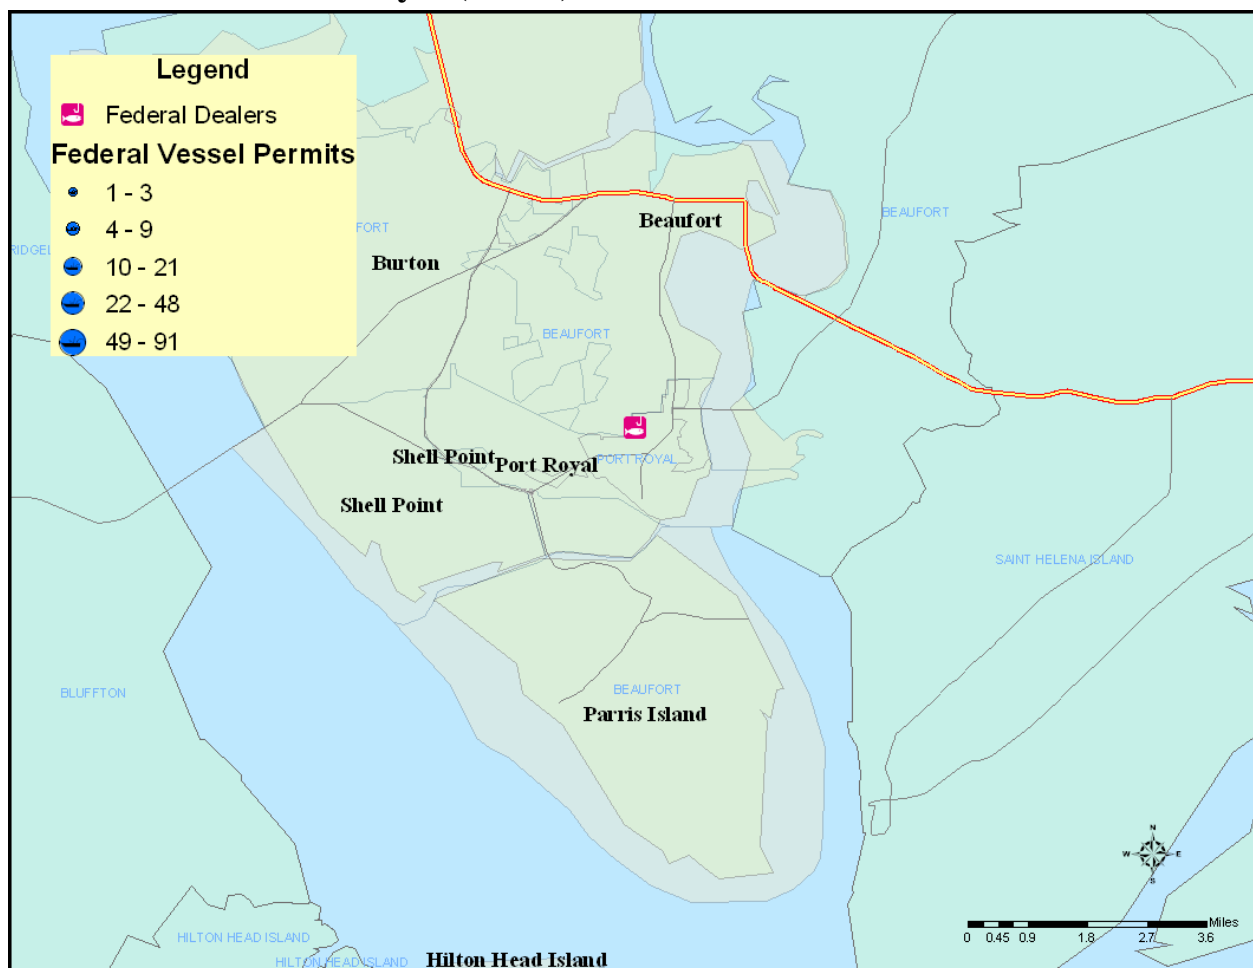 Legend
Federal Dealers
Federal Vessel Permits
1 - 3
4 - 9
10 - 21
22 - 48
49 - 91
Beaufort
BEAUFORT
Burton
BEAUFORT
Shell Point
Port Royal
PORT ROYAL
Shell Point
SAINT HELENA ISLAND
BLUFFTON
BEAUFORT
Parris Island
N
W E
S
Miles
0 0.45 0.9 1.8 2.7 3.6
HILTON HEAD ISLAND
HILTON HEAD ISLAND
Hilton Head Island